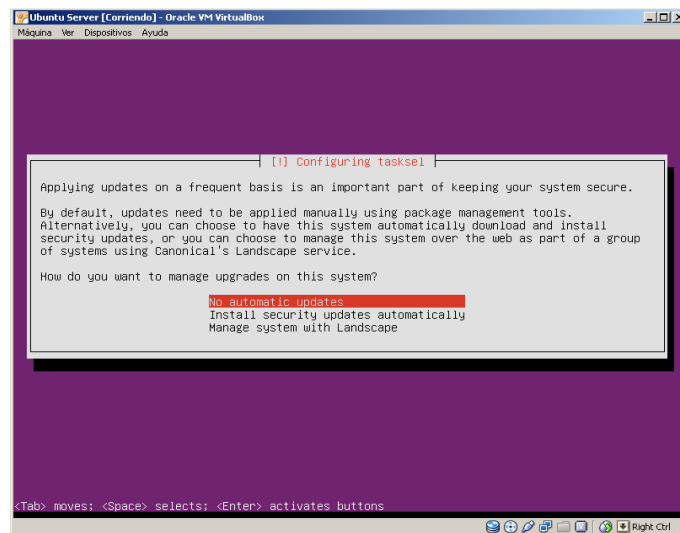 Ubuntu Server [Corriendo] - Oracle VM VirtualBox
Máquina Ver Dispositivos Ayuda
[!] Configuring tasksel
Applying updates on a frequent basis is an important part of keeping your system secure.
By default, updates need to be applied manually using package management tools.
Alternatively, you can choose to have this system automatically download and install
security updates, or you can choose to manage this system over the web as part of a group
of systems using Canonical's Landscape service.
How do you want to manage upgrades on this system?
No automatic updates
Install security updates automatically
Manage system with Landscape
<Tab> moves; <Space> selects; <Enter> activates buttons
Right Ctrl